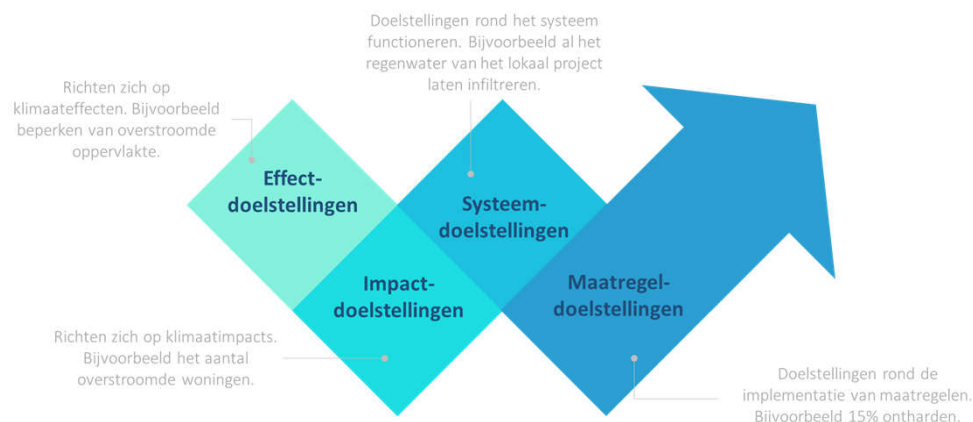 Doelstellingen rond het systeem
functioneren. Bijvoorbeeld al het
regenwater van het lokaal project
laten infiltreren.
Richten zich op
klimaateffecten. Bijvoorbeeld
beperken van overstroomde
oppervlakte.
Effect-
doelstellingen
Systeem-
doelstellingen
Impact-
doelstellingen
Maatregel-
doelstellingen
Richten zich op klimaatimpacts.
Bijvoorbeeld het aantal
overstroomde woningen.
Doelstellingen rond de
implementatie van maatregelen.
Bijvoorbeeld 15% ontharden.